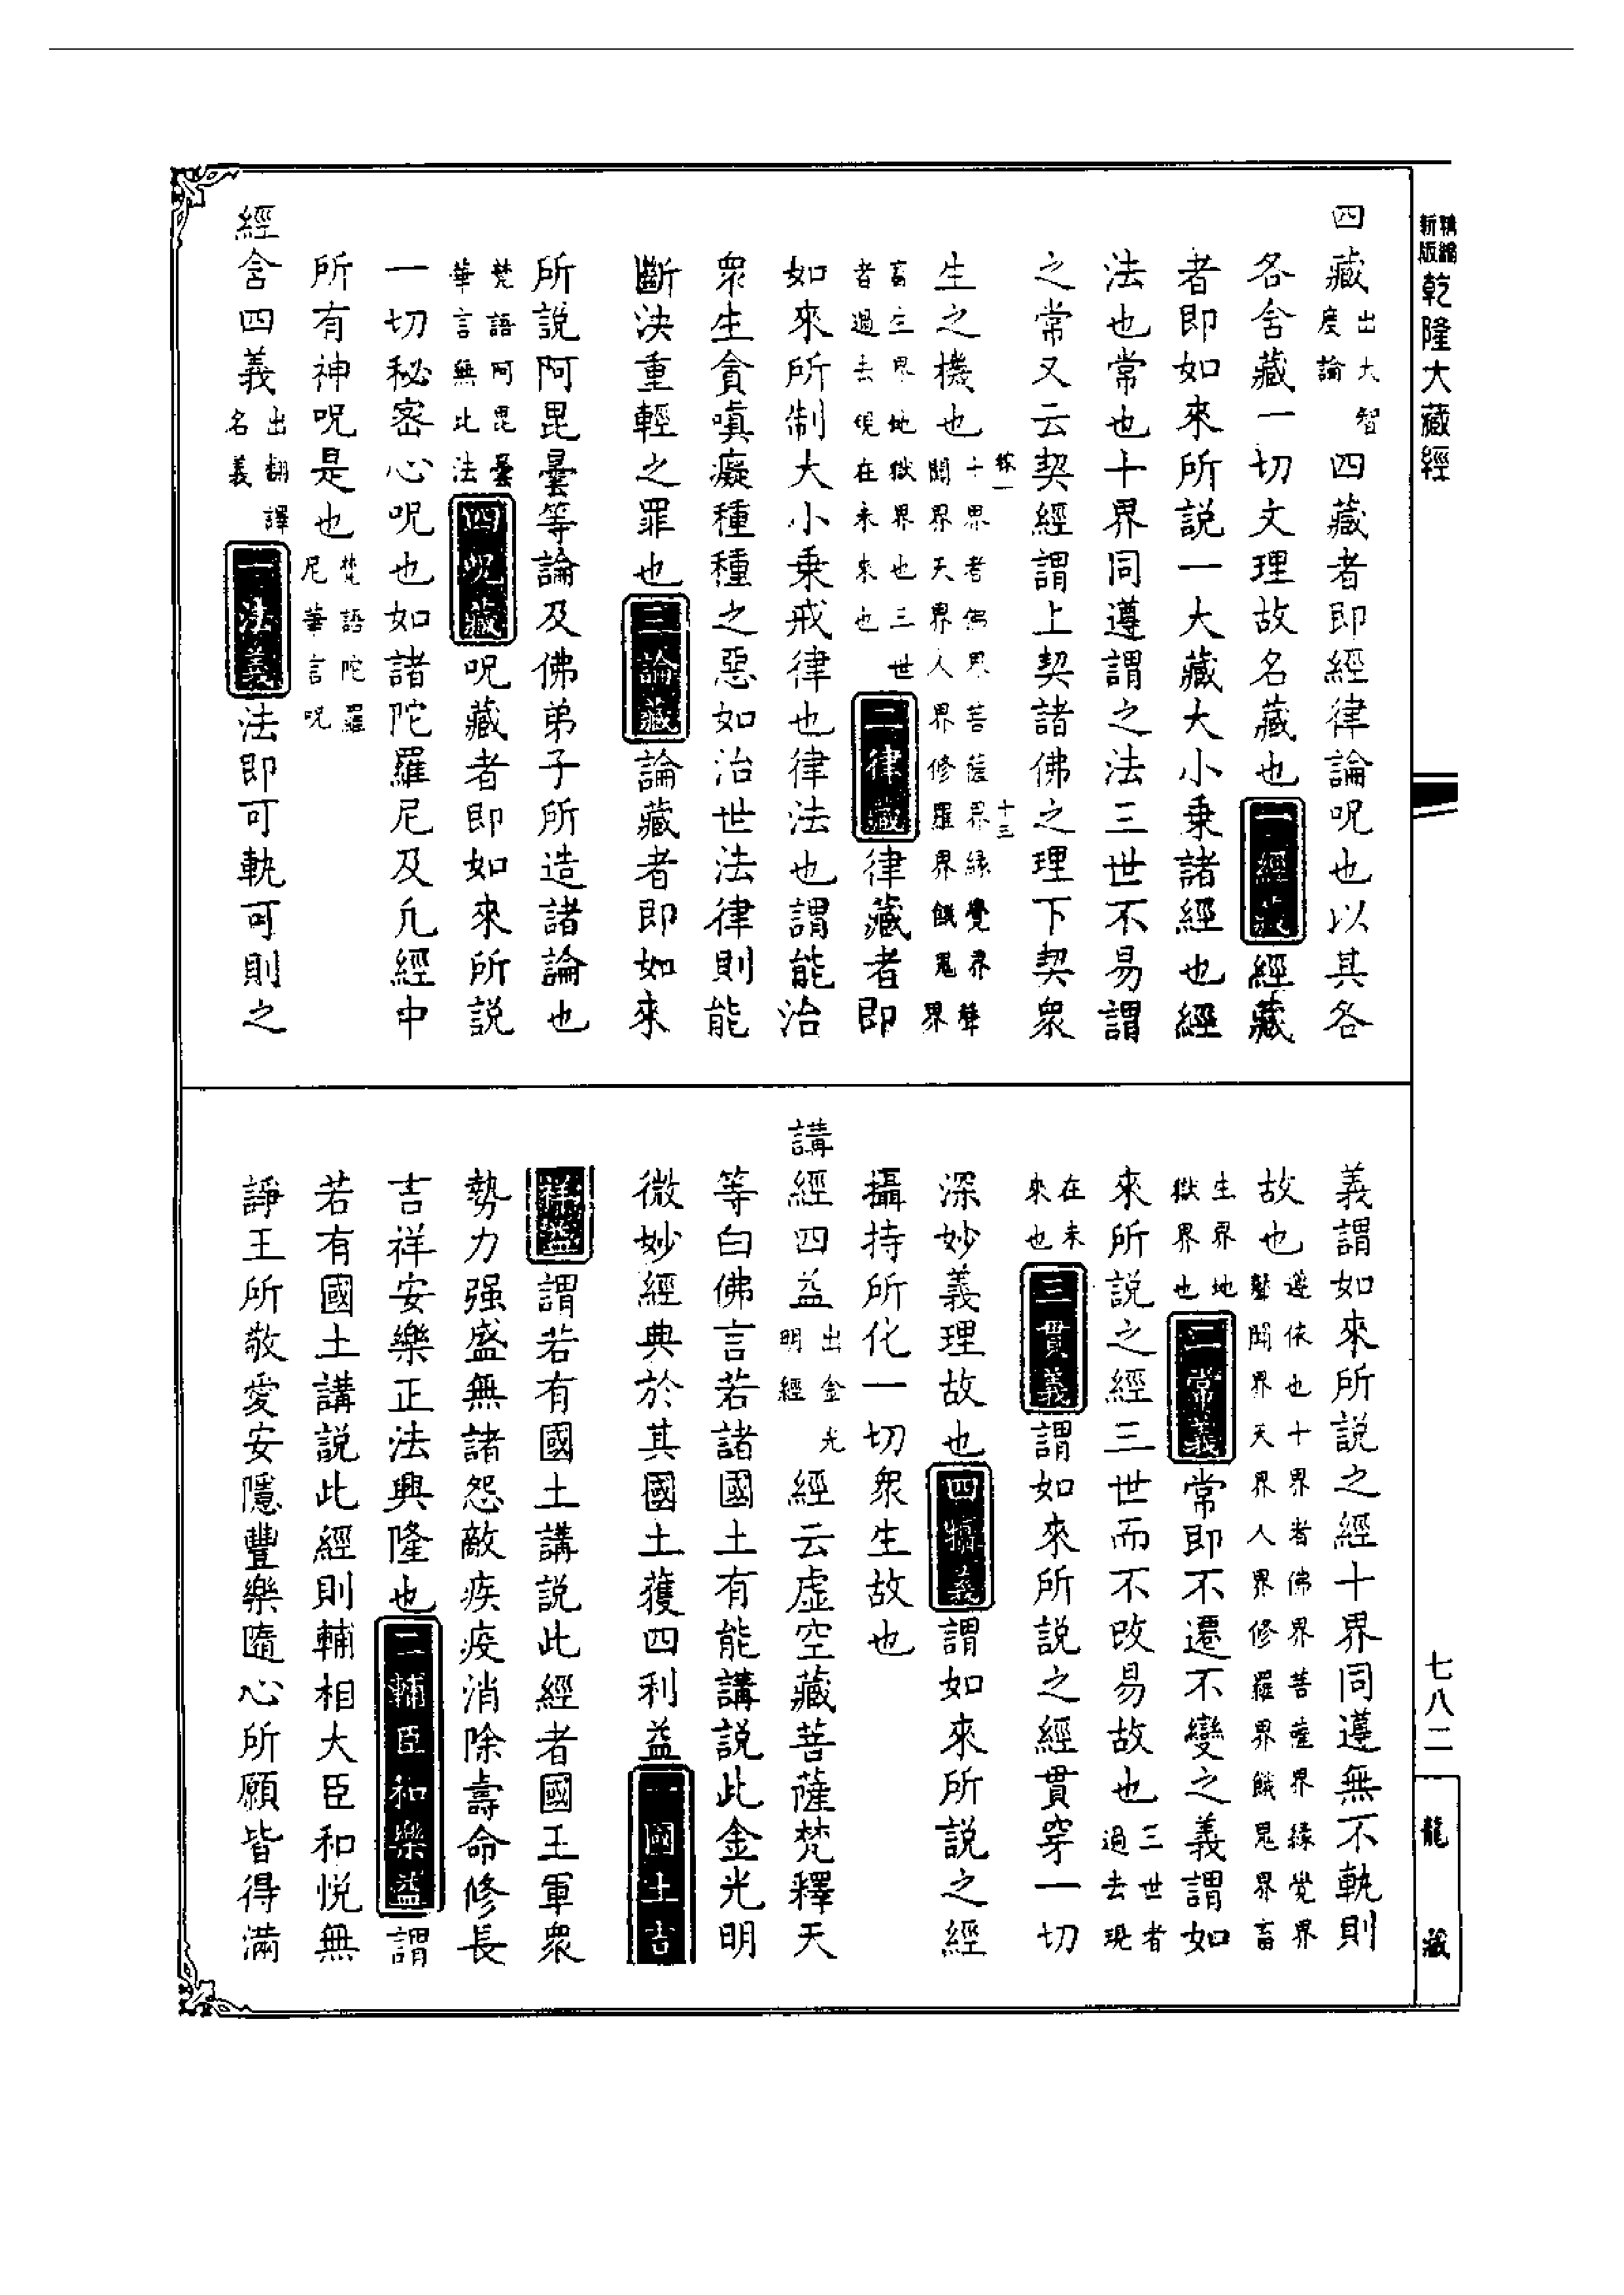 新編縮版乾隆大藏經
四藏出大智度論四藏者即經律論呪也以其各
各含藏一切文理故名藏也一經藏經藏
者即如來所説一大藏大小乗諸經也經
法也常也十界同遵謂之法三世不易謂
之常又云契經謂上契諸佛之理下契衆
生之機也十界者佛界菩薩界緣覺界聲聞界天界人界修羅界餓鬼界
畜生界地獄界也三世者過去現在未來也二律藏律藏者即
如來所制大小乗戒律也律法也謂能治
衆生貪嗔癡種種之惡如治世法律則能
斷決重輕之罪也三論藏論藏者即如來
所説阿毘曇等論及佛弟子所造諸論也
梵語阿毘曇華言無比法四呪藏呪藏者即如來所説
一切秘密心呪也如諸陀羅尼及凢經中
所有神呪是也梵語陀羅尼華言呪
經含四義出翻譯名義一法義法即可軌可則之
十三
義謂如來所説之經十界同遵無不軌則
故也遵依也十界者佛界菩薩界緣覺界聲聞界天界人界修羅界餓鬼界畜
生界地獄界也二常義常即不遷不變之義謂如
來所説之經三世而不改易故也三世者過去現
在未來也三貫義謂如來所説之經貫穿一切
深妙義理故也四攝義謂如來所説之經
攝持所化一切衆生故也
講經四益出金光明經經云虚空藏菩薩梵釋天
等白佛言若諸國土有能講説此金光明
微妙經典於其國土獲四利益一國土吉
祥益謂若有國土講説此經者國王軍衆
勢力强盛無諸怨敵疾疫消除壽命修長
吉祥安樂正法興隆也二輔臣和樂益謂
若有國土講説此經則輔相大臣和悦無
諍王所敬愛安隱豐樂隨心所願皆得滿
七八二
龍藏